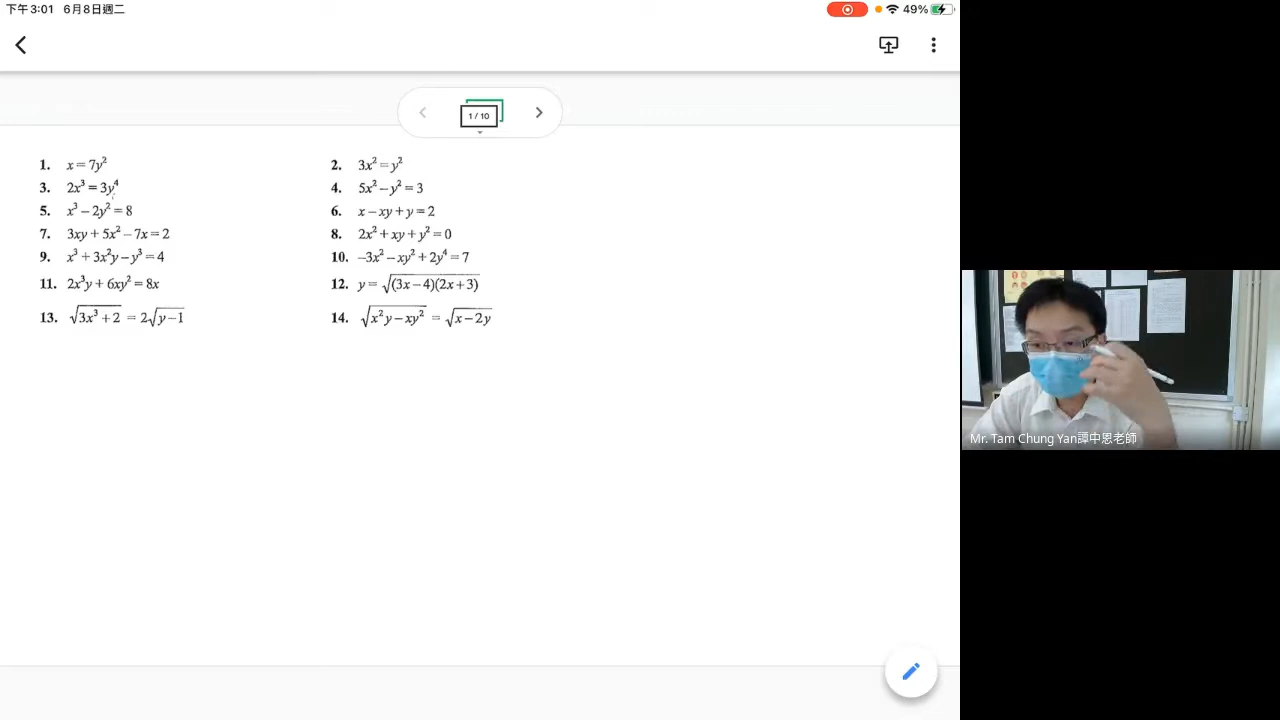 下午3:01 6月8日週二
49%
1 / 10
1. x = 7y²
2. 3x² = y²
3. 2x³ = 3y⁴
4. 5x² – y² = 3
5. x³ – 2y² = 8
6. x – xy + y = 2
7. 3xy + 5x² – 7x = 2
8. 2x² + xy + y² = 0
9. x³ + 3x²y – y³ = 4
10. –3x² – xy² + 2y⁴ = 7
11. 2x³y + 6xy² = 8x
12. y = √(3x – 4)(2x + 3)
13. √3x³ + 2 = 2√y – 1
14. √x²y – xy² = √x – 2y
Mr. Tam Chung Yan譚中恩老師